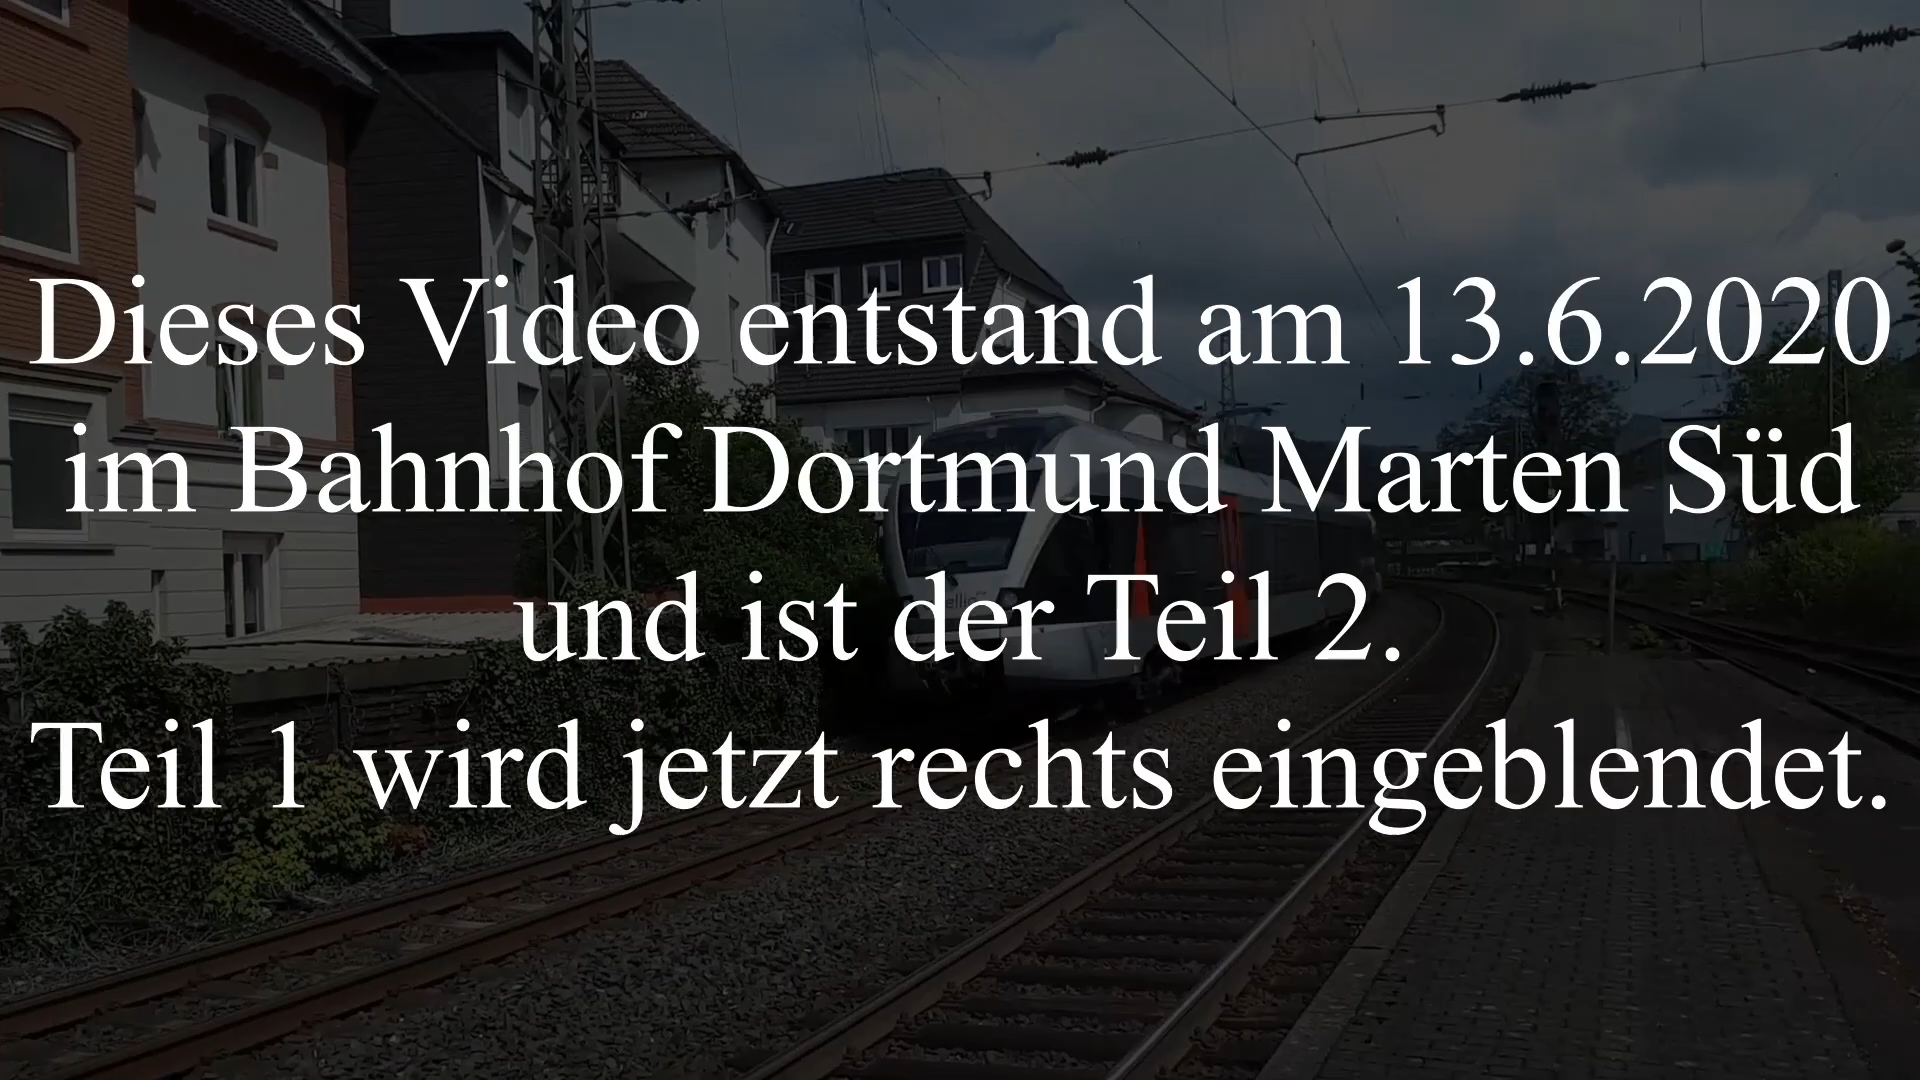 Dieses Video entstand am 13.6.2020
im Bahnhof Dortmund Marten Süd
und ist der Teil 2.
Teil 1 wird jetzt rechts eingeblendet.